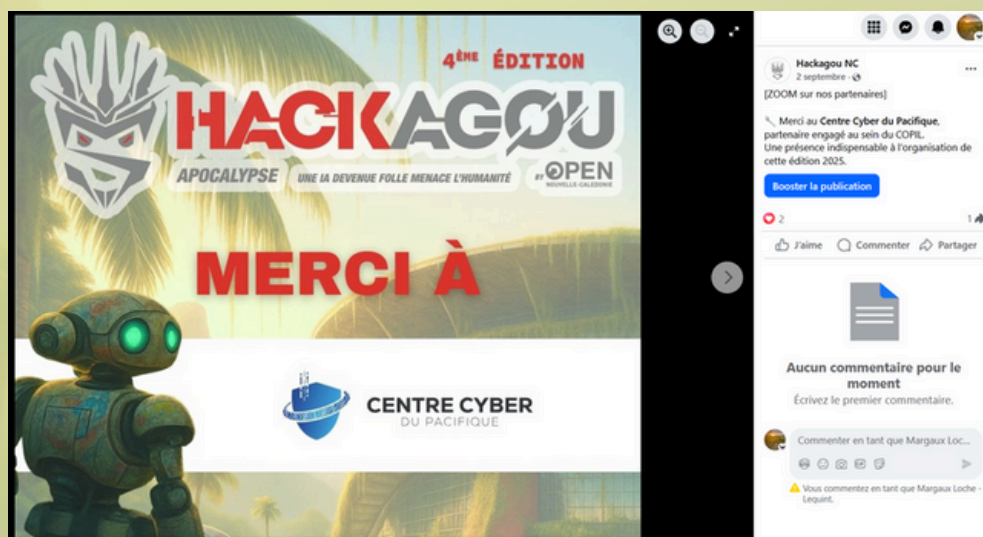 4ÈME ÉDITION
HACKAGOU
APOCALYPSE UNE IA DEVENUE FOLLE MENACE L'HUMANITÉ BY OPEN
NOUVELLE-CALÉDONIE
MERCI À
CENTRE CYBER
DU PACIFIQUE
Hackagou NC
2 septembre
[ZOOM sur nos partenaires]
Merci au Centre Cyber du Pacifique,
partenaire engagé au sein du COPIL.
Une présence indispensable à l'organisation de
cette édition 2025.
Booster la publication
2 1
J'aime Commenter Partager
Aucun commentaire pour le
moment
Écrivez le premier commentaire.
Commenter en tant que Margaux Loc...
Vous commentez en tant que Margaux Loche -
Lequint.